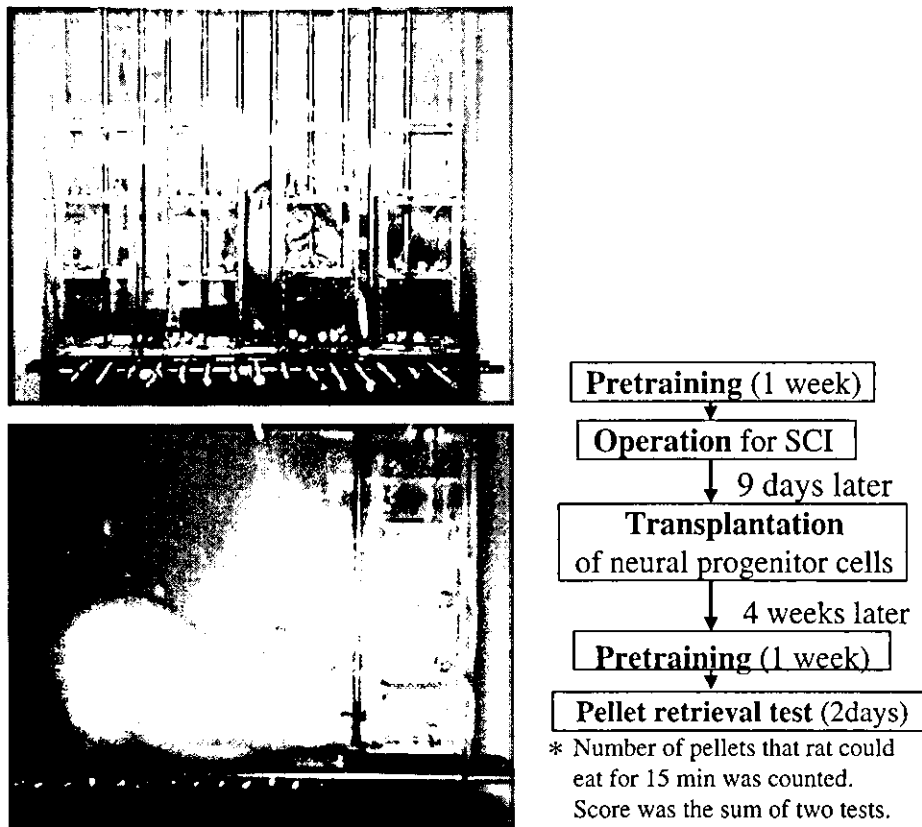 Pretraining (1 week)
Operation for SCI
9 days later
Transplantation
of neural progenitor cells
4 weeks later
Pretraining (1 week)
Pellet retrieval test (2days)
* Number of pellets that rat could
eat for 15 min was counted.
Score was the sum of two tests.